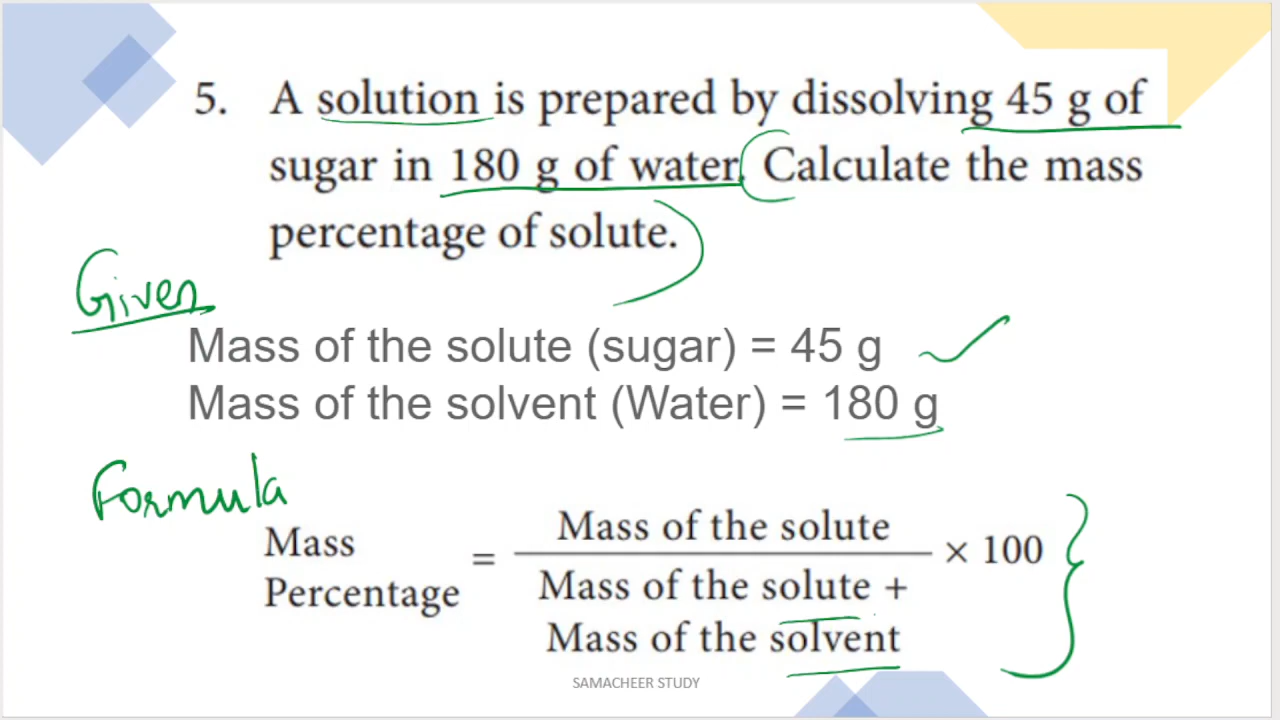 5. A solution is prepared by dissolving 45 g of
sugar in 180 g of water. Calculate the mass
percentage of solute.
Given
Mass of the solute (sugar) = 45 g
Mass of the solvent (Water) = 180 g
Formula
Mass Percentage = Mass of the solute × 100
Mass of the solute +
Mass of the solvent
SAMACHEER STUDY